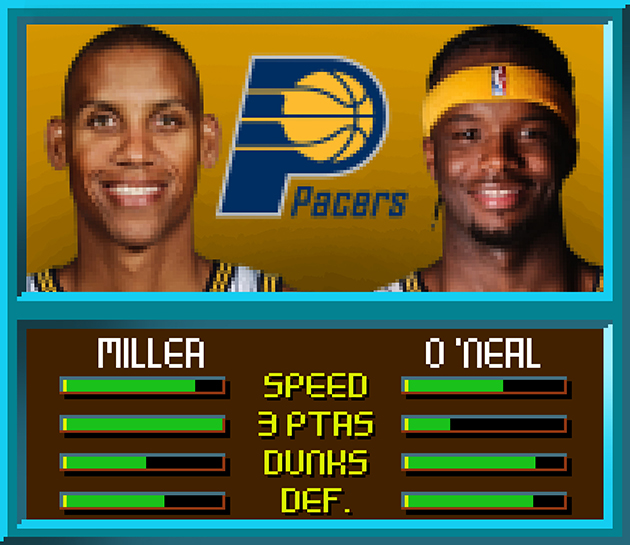 Pacers
MILLER
O'NEAL
SPEED
3 PTRS
DUNKS
DEF.